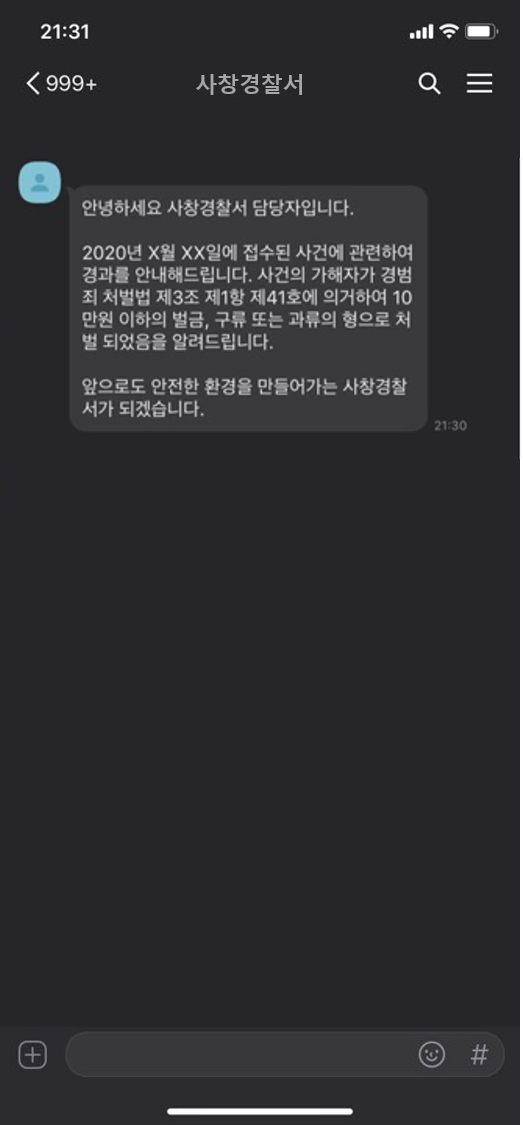 21:31
999+
사창경찰서
안녕하세요 사창경찰서 담당자입니다.
2020년 X월 XX일에 접수된 사건에 관련하여
경과를 안내해드립니다. 사건의 가해자가 경범
죄 처벌법 제3조 제1항 제41호에 의거하여 10
만원 이하의 벌금, 구류 또는 과류의 형으로 처
벌 되었음을 알려드립니다.
앞으로도 안전한 환경을 만들어가는 사창경찰
서가 되겠습니다.
21:30
#